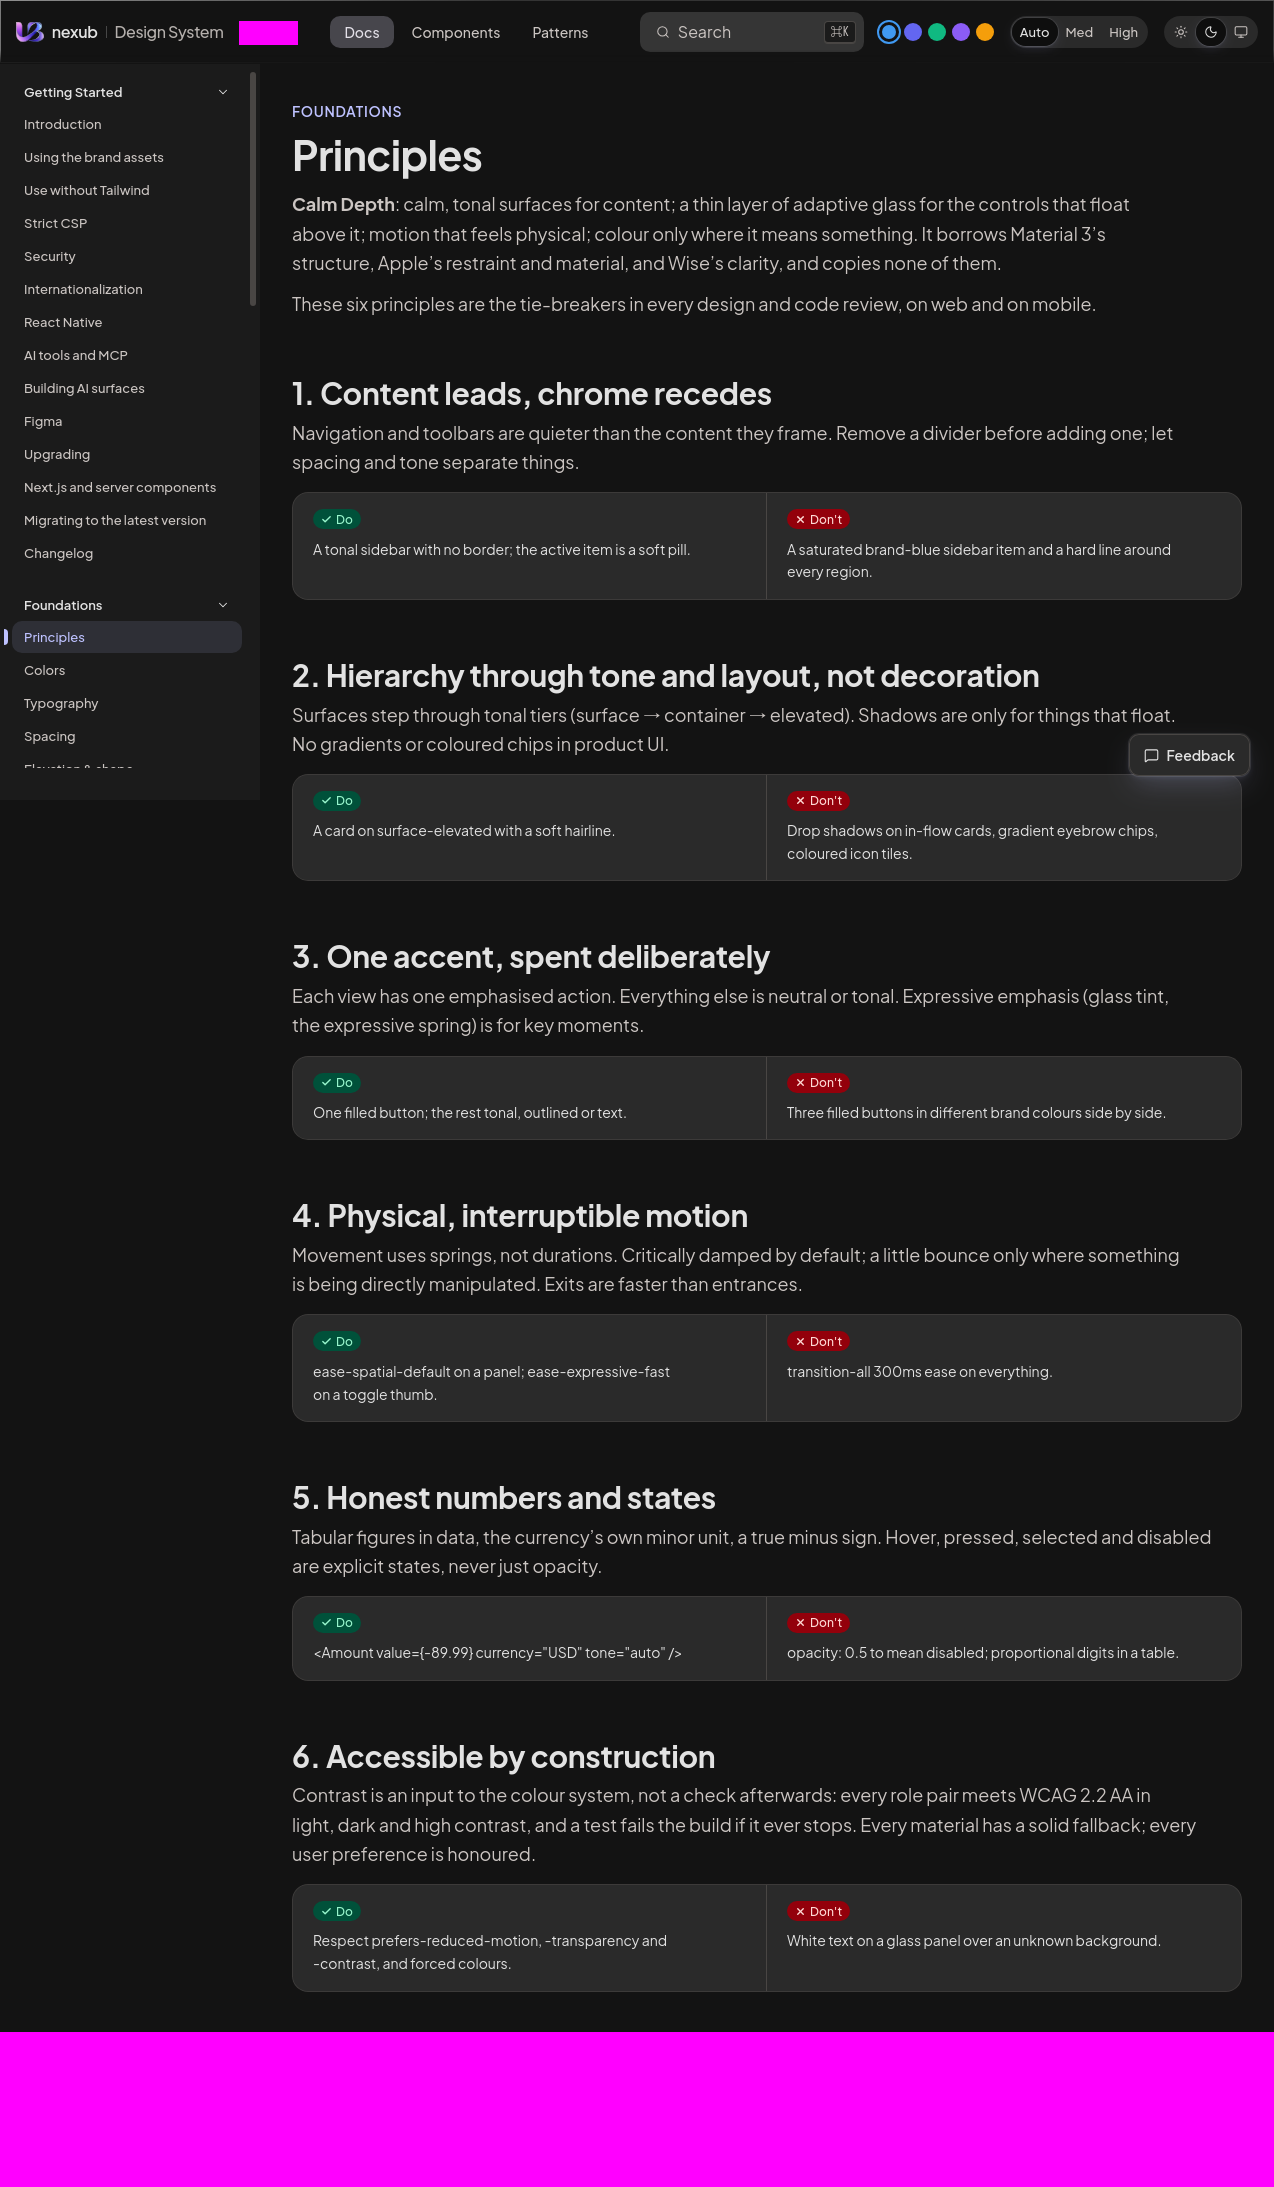 nexub | Design System
Docs
Components
Patterns
Search
⌘K
Auto
Med
High
Getting Started
Introduction
Using the brand assets
Use without Tailwind
Strict CSP
Security
Internationalization
React Native
AI tools and MCP
Building AI surfaces
Figma
Upgrading
Next.js and server components
Migrating to the latest version
Changelog
Foundations
Principles
Colors
Typography
Spacing
Elevation & shape
FOUNDATIONS
Principles
Calm Depth: calm, tonal surfaces for content; a thin layer of adaptive glass for the controls that float
above it; motion that feels physical; colour only where it means something. It borrows Material 3’s
structure, Apple’s restraint and material, and Wise’s clarity, and copies none of them.
These six principles are the tie-breakers in every design and code review, on web and on mobile.
1. Content leads, chrome recedes
Navigation and toolbars are quieter than the content they frame. Remove a divider before adding one; let
spacing and tone separate things.
Do
A tonal sidebar with no border; the active item is a soft pill.
Don't
A saturated brand-blue sidebar item and a hard line around
every region.
2. Hierarchy through tone and layout, not decoration
Surfaces step through tonal tiers (surface → container → elevated). Shadows are only for things that float.
No gradients or coloured chips in product UI.
Feedback
Do
A card on surface-elevated with a soft hairline.
Don't
Drop shadows on in-flow cards, gradient eyebrow chips,
coloured icon tiles.
3. One accent, spent deliberately
Each view has one emphasised action. Everything else is neutral or tonal. Expressive emphasis (glass tint,
the expressive spring) is for key moments.
Do
One filled button; the rest tonal, outlined or text.
Don't
Three filled buttons in different brand colours side by side.
4. Physical, interruptible motion
Movement uses springs, not durations. Critically damped by default; a little bounce only where something
is being directly manipulated. Exits are faster than entrances.
Do
ease-spatial-default on a panel; ease-expressive-fast
on a toggle thumb.
Don't
transition-all 300ms ease on everything.
5. Honest numbers and states
Tabular figures in data, the currency’s own minor unit, a true minus sign. Hover, pressed, selected and disabled
are explicit states, never just opacity.
Do
<Amount value={-89.99} currency="USD" tone="auto" />
Don't
opacity: 0.5 to mean disabled; proportional digits in a table.
6. Accessible by construction
Contrast is an input to the colour system, not a check afterwards: every role pair meets WCAG 2.2 AA in
light, dark and high contrast, and a test fails the build if it ever stops. Every material has a solid fallback; every
user preference is honoured.
Do
Respect prefers-reduced-motion, -transparency and
-contrast, and forced colours.
Don't
White text on a glass panel over an unknown background.